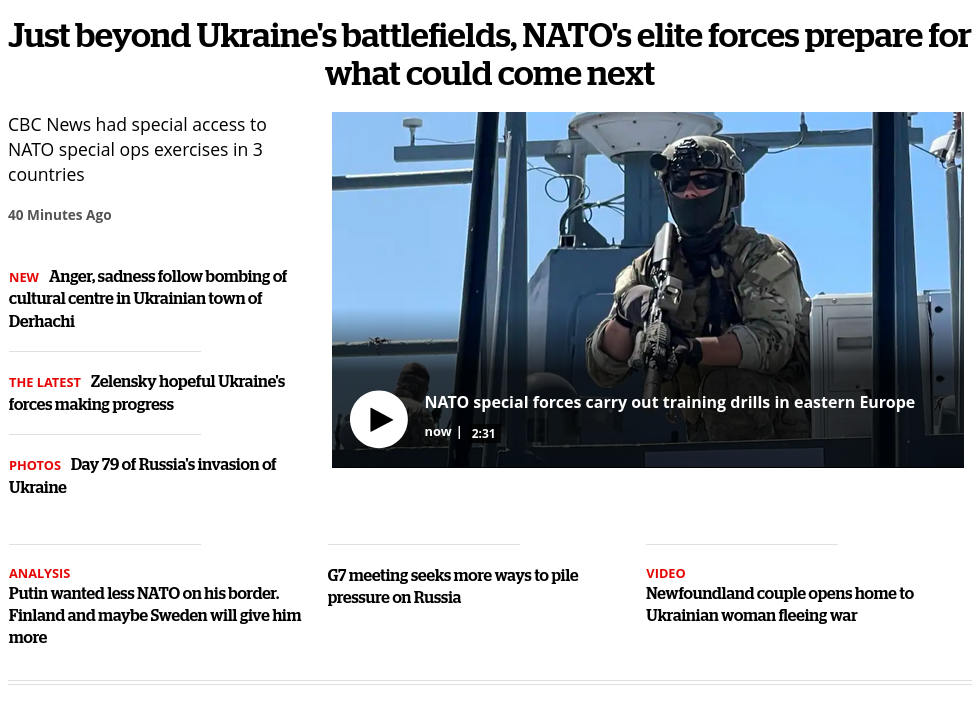 Just beyond Ukraine's battlefields, NATO's elite forces prepare for
what could come next
CBC News had special access to
NATO special ops exercises in 3
countries
40 Minutes Ago
NEW Anger, sadness follow bombing of
cultural centre in Ukrainian town of
Derhachi
THE LATEST Zelensky hopeful Ukraine's
forces making progress
PHOTOS Day 79 of Russia's invasion of
Ukraine
NATO special forces carry out training drills in eastern Europe
now | 2:31
ANALYSIS
Putin wanted less NATO on his border.
Finland and maybe Sweden will give him
more
G7 meeting seeks more ways to pile
pressure on Russia
VIDEO
Newfoundland couple opens home to
Ukrainian woman fleeing war